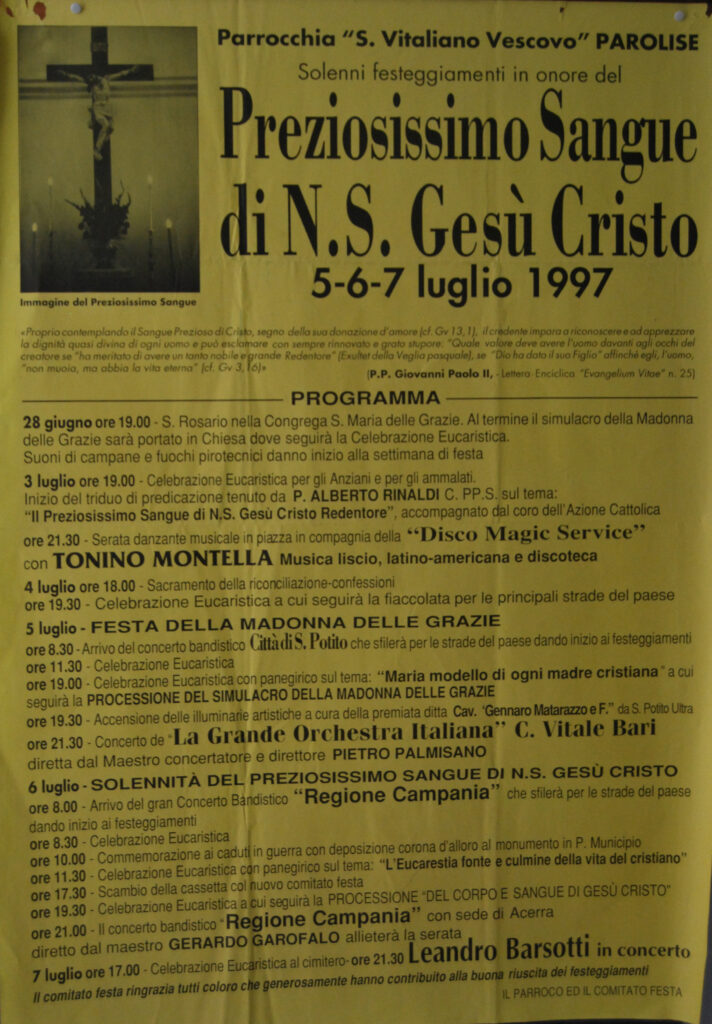 Parrocchia "S. Vitaliano Vescovo" PAROLISE
Solenni festeggiamenti in onore del
Preziosissimo Sangue
di N.S. Gesù Cristo
5-6-7 luglio 1997
Immagine del Preziosissimo Sangue
«Proprio contemplando il Sangue Prezioso di Cristo, segno della sua donazione d'amore (cf. Gv 13,1), il credente impara a riconoscere e ad apprezzare
la dignità quasi divina di ogni uomo e può esclamare con sempre rinnovato e grato stupore: "Quale valore deve avere l'uomo davanti agli occhi del
creatore se "ha meritato di avere un tanto nobile e grande Redentore" (Exultet della Veglia pasquale), se "Dio ha dato il suo Figlio" affinché egli, l'uomo,
"non muoia, ma abbia la vita eterna" (cf. Gv 3, 16)»
(P.P. Giovanni Paolo II, - Lettera Enciclica "Evangelium Vitae" n. 25)
PROGRAMMA
28 giugno ore 19.00 - S. Rosario nella Congrega S. Maria delle Grazie. Al termine il simulacro della Madonna
delle Grazie sarà portato in Chiesa dove seguirà la Celebrazione Eucaristica.
Suoni di campane e fuochi pirotecnici danno inizio alla settimana di festa
3 luglio ore 19.00 - Celebrazione Eucaristica per gli Anziani e per gli ammalati.
Inizio del triduo di predicazione tenuto da P. ALBERTO RINALDI C. PP.S. sul tema:
"Il Preziosissimo Sangue di N.S. Gesù Cristo Redentore", accompagnato dal coro dell'Azione Cattolica
ore 21.30 - Serata danzante musicale in piazza in compagnia della "Disco Magic Service"
con TONINO MONTELLA Musica liscio, latino-americana e discoteca
4 luglio ore 18.00 - Sacramento della riconciliazione-confessioni
ore 19.30 - Celebrazione Eucaristica a cui seguirà la fiaccolata per le principali strade del paese
5 luglio - FESTA DELLA MADONNA DELLE GRAZIE
ore 8.30 - Arrivo del concerto bandistico Città di S. Potito che sfilerà per le strade del paese dando inizio ai festeggiamenti
ore 11.30 - Celebrazione Eucaristica
ore 19.00 - Celebrazione Eucaristica con panegirico sul tema: "Maria modello di ogni madre cristiana" a cui
seguirà la PROCESSIONE DEL SIMULACRO DELLA MADONNA DELLE GRAZIE
ore 19.30 - Accensione delle illuminarie artistiche a cura della premiata ditta Cav. "Gennaro Matarazzo e F." da S. Potito Ultra
ore 21.30 - Concerto de "La Grande Orchestra Italiana" C. Vitale Bari
diretta dal Maestro concertatore e direttore PIETRO PALMISANO
6 luglio - SOLENNITÀ DEL PREZIOSISSIMO SANGUE DI N.S. GESÙ CRISTO
ore 8.00 - Arrivo del gran Concerto Bandistico "Regione Campania" che sfilerà per le strade del paese
dando inizio ai festeggiamenti
ore 8.30 - Celebrazione Eucaristica
ore 10.00 - Commemorazione ai caduti in guerra con deposizione corona d'alloro al monumento in P. Municipio
ore 11.30 - Celebrazione Eucaristica con panegirico sul tema: "L'Eucarestia fonte e culmine della vita del cristiano"
ore 17.30 - Scambio della cassetta col nuovo comitato festa
ore 19.30 - Celebrazione Eucaristica a cui seguirà la PROCESSIONE "DEL CORPO E SANGUE DI GESÙ CRISTO"
ore 21.00 - Il concerto bandistico "Regione Campania" con sede di Acerra
diretto dal maestro GERARDO GAROFALO allieterà la serata
7 luglio ore 17.00 - Celebrazione Eucaristica al cimitero- ore 21.30 Leandro Barsotti in concerto
Il comitato festa ringrazia tutti coloro che generosamente hanno contribuito alla buona riuscita dei festeggiamenti
IL PARROCO ED IL COMITATO FESTA